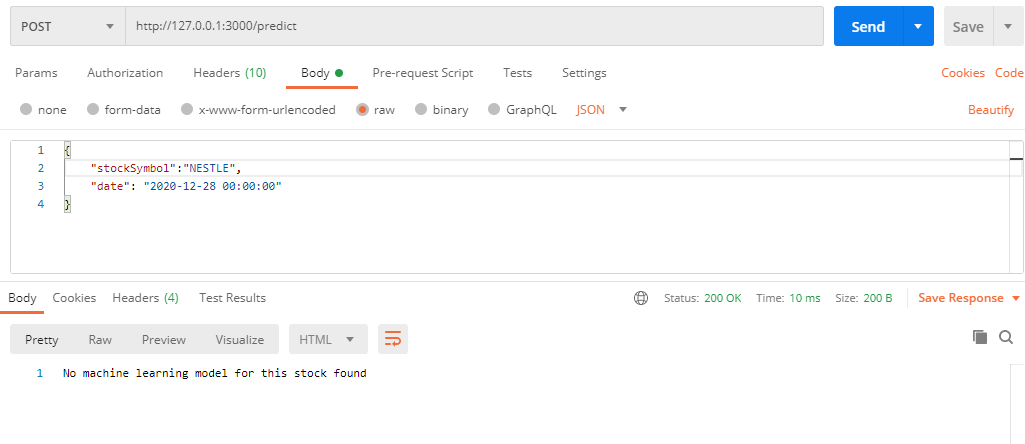 POST http://127.0.0.1:3000/predict Send Save
Params Authorization Headers (10) Body Pre-request Script Tests Settings Cookies Code
none form-data x-www-form-urlencoded raw binary GraphQL JSON Beautify
1 {
2 "stockSymbol":"NESTLE",
3 "date": "2020-12-28 00:00:00"
4 }
Body Cookies Headers (4) Test Results Status: 200 OK Time: 10 ms Size: 200 B Save Response
Pretty Raw Preview Visualize HTML
1 No machine learning model for this stock found